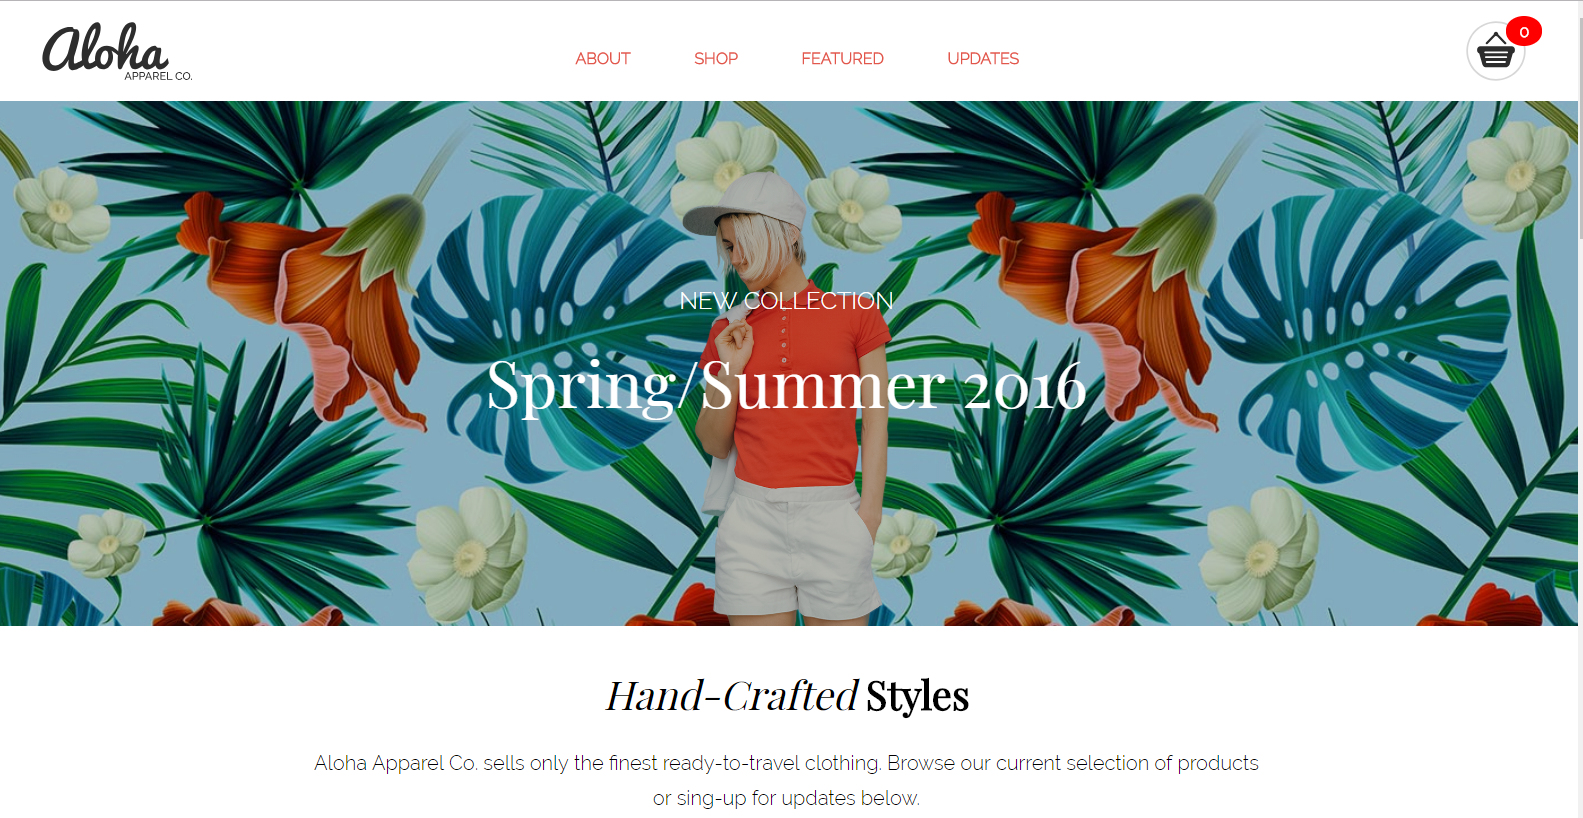 Aloha
APPAREL CO.
ABOUT SHOP FEATURED UPDATES
0
NEW COLLECTION
Spring/Summer 2016
Hand-Crafted Styles
Aloha Apparel Co. sells only the finest ready-to-travel clothing. Browse our current selection of products
or sing-up for updates below.